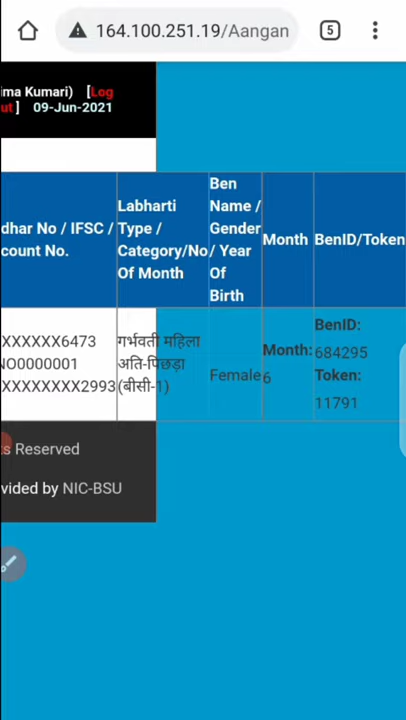 164.100.251.19/Aangan
5
ima Kumari) [Log
ut] 09-Jun-2021
dhar No / IFSC /
count No.
Labharti
Type /
Category/No
Of Month
Ben
Name /
Gender
/ Year
Of
Birth
Month
BenID/Token
XXXXXX6473
NO0000001
XXXXXXXX2993
गर्भवती महिला
अति-पिछड़ा
(बीसी-1)
Female
Month:
6
BenID:
684295
Token:
11791
s Reserved
vided by NIC-BSU